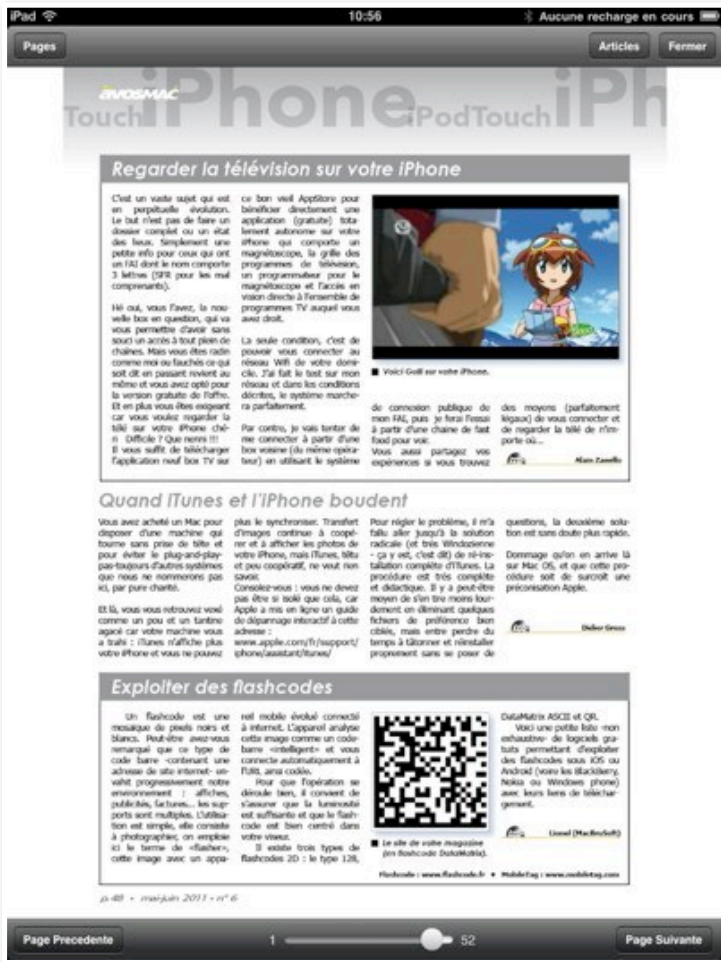 iPad
10:56
Aucune recharge en cours
Pages
Articles
Fermer
avosmac
Touch iPhone iPodTouch iPh
Regarder la télévision sur votre iPhone
C'est un vaste sujet qui est
en perpétuelle évolution.
Le but n'est pas de faire un
dossier complet ou un état
des lieux. Simplement une
petite info pour ceux qui ont
un FAI dont le nom comporte
3 lettres (SFR pour les mal
comprenants).
Hé oui, vous l'avez, la nou-
velle box en question, qui va
vous permettre d'avoir sans
souci un accès à tout plein de
chaînes. Mais vous êtes radin
comme moi ou fauchés ce qui
soit dit en passant revient au
même et vous avez opté pour
la version gratuite de l'offre.
Et en plus vous êtes exigeant
car vous voulez regarder la
télé sur votre iPhone ché-
ri Difficile ? Que nenni !!!
Il vous suffit de télécharger
l'application neuf box TV sur
ce bon vieil AppStore pour
bénéficier directement une
application (gratuite) tota-
lement autonome sur votre
iPhone qui comporte un
magnétoscope, la grille des
programmes de télévision,
un programmateur pour le
magnétoscope et l'accès en
vision directe à l'ensemble de
programmes TV auquel vous
avez droit.
La seule condition, c'est de
pouvoir vous connecter au
réseau Wifi de votre domi-
cile. J'ai fait le test sur mon
réseau et dans les conditions
décrites, le système marche-
ra parfaitement.
Par contre, je vais tenter de
me connecter à partir d'une
box voisine (du même opéra-
teur) en utilisant le système
■ Voici Gulli sur votre iPhone.
de connexion publique de
mon FAI, puis je ferai l'essai
à partir d'une chaine de fast
food pour voir.
Vous aussi partagez vos
expériences si vous trouvez
des moyens (parfaitement
légaux) de vous connecter et
de regarder la télé de n'im-
porte où...
Alain Zanello
Quand iTunes et l'iPhone boudent
Vous avez acheté un Mac pour
disposer d'une machine qui
tourne sans prise de tête et
pour éviter le plug-and-play-
pas-toujours d'autres systèmes
que nous ne nommerons pas
ici, par pure charité.
Et là, vous vous retrouvez vexé
comme un pou et un tantine
agacé car votre machine vous
a trahi : iTunes n'affiche plus
votre iPhone et vous ne pouvez
plus le synchroniser. Transfert
d'images continue à coopé-
rer et à afficher les photos de
votre iPhone, mais iTunes, têtu
et peu coopératif, ne veut rien
savoir.
Consolez-vous : vous ne devez
pas être si isolé que cela, car
Apple a mis en ligne un guide
de dépannage interactif à cette
adresse :
www.apple.com/fr/support/
iphone/assistant/itunes/
Pour régler le problème, il m'a
fallu aller jusqu'à la solution
radicale (et très Windozienne
- ça y est, c'est dit) de ré-ins-
tallation complète d'iTunes. La
procédure est très complète
et didactique. Il y a peut-être
moyen de s'en tirer moins lour-
dement en éliminant quelques
fichiers de préférence bien
ciblés, mais entre perdre du
temps à tâtonner et réinstaller
proprement sans se poser de
questions, la deuxième solu-
tion est sans doute plus rapide.
Dommage qu'on en arrive là
sur Mac OS, et que cette pro-
cédure soit de surcroît une
préconisation Apple.
Didier Gress
Exploiter des flashcodes
Un flashcode est une
mosaïque de pixels noirs et
blancs. Peut-être avez-vous
remarqué que ce type de
code barre -contenant une
adresse de site internet- en-
vahit progressivement notre
environnement : affiches,
publicités, factures... les sup-
ports sont multiples. L'utilisa-
tion est simple, elle consiste
à photographier, on emploie
ici le terme de «flasher»,
cette image avec un appa-
reil mobile évolué connecté
à internet. L'appareil analyse
cette image comme un code-
barre «intelligent» et vous
connecte automatiquement à
l'URL ainsi codée.
Pour que l'opération se
déroule bien, il convient de
s'assurer que la luminosité
est suffisante et que le flash-
code est bien centré dans
votre viseur.
Il existe trois types de
flashcodes 2D : le type 128,
■ Le site de votre magazine
(en flashcode DataMatrix).
DataMatrix ASCII et QR.
Voici une petite liste -non
exhaustive- de logiciels gra-
tuits permettant d'exploiter
des flashcodes sous iOS ou
Android (voire les BlackBerry,
Nokia ou Windows phone)
avec leurs liens de téléchar-
gement.
Lionel (MacBruSoft)
Flashcode : www.flashcode.fr • MobileTag : www.mobiletag.com
p.48 • mai-juin 2011 • n° 6
Page Precedente
1
52
Page Suivante